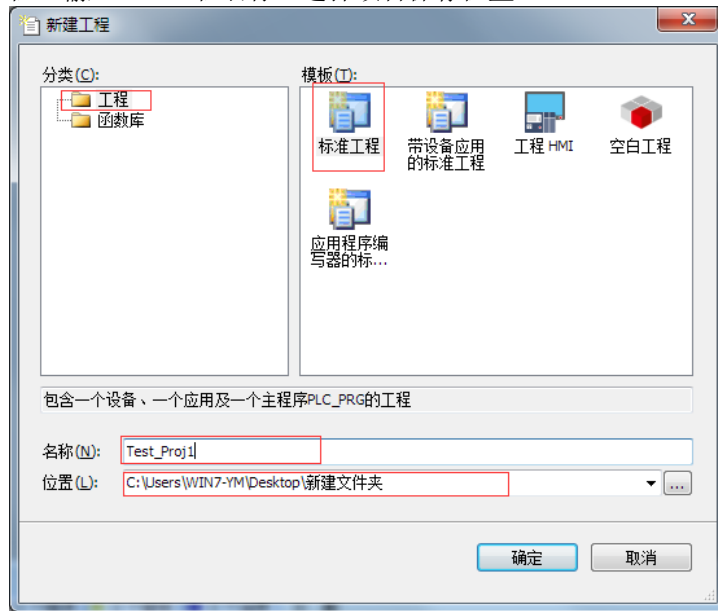 新建工程
分类(C):
模板(T):
工程
函数库
标准工程
带设备应用
的标准工程
工程 HMI
空白工程
应用程序编
写器的标...
包含一个设备、一个应用及一个主程序PLC_PRG的工程
名称(N):
Test_Proj1
位置(L):
C:\Users\WIN7-YM\Desktop\新建文件夹
...
确定
取消